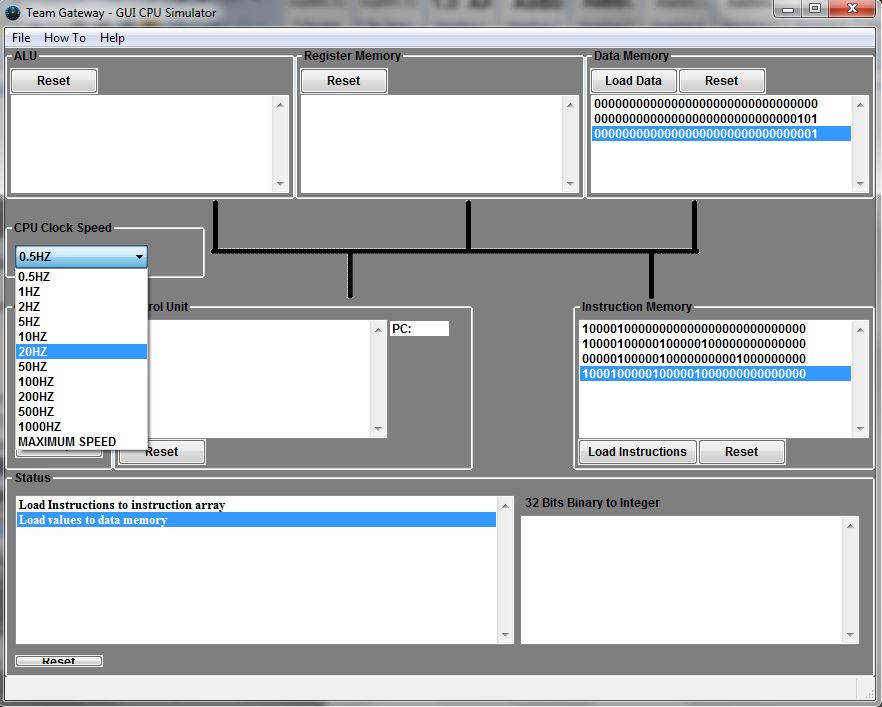 Team Gateway - GUI CPU Simulator
File How To Help
ALU
Register Memory
Data Memory
Reset
Reset
Load Data
Reset
00000000000000000000000000000000
00000000000000000000000000000101
00000000000000000000000000000001
CPU Clock Speed
0.5HZ
0.5HZ
1HZ
2HZ
5HZ
10HZ
20HZ
50HZ
100HZ
200HZ
500HZ
1000HZ
MAXIMUM SPEED
rol Unit
PC:
Reset
Instruction Memory
10000100000000000000000000000000
10000100000100001000000000000000
00000100000100000000001000000000
10001000001000001000000000000000
Load Instructions
Reset
Status
Load Instructions to instruction array
Load values to data memory
32 Bits Binary to Integer
Reset